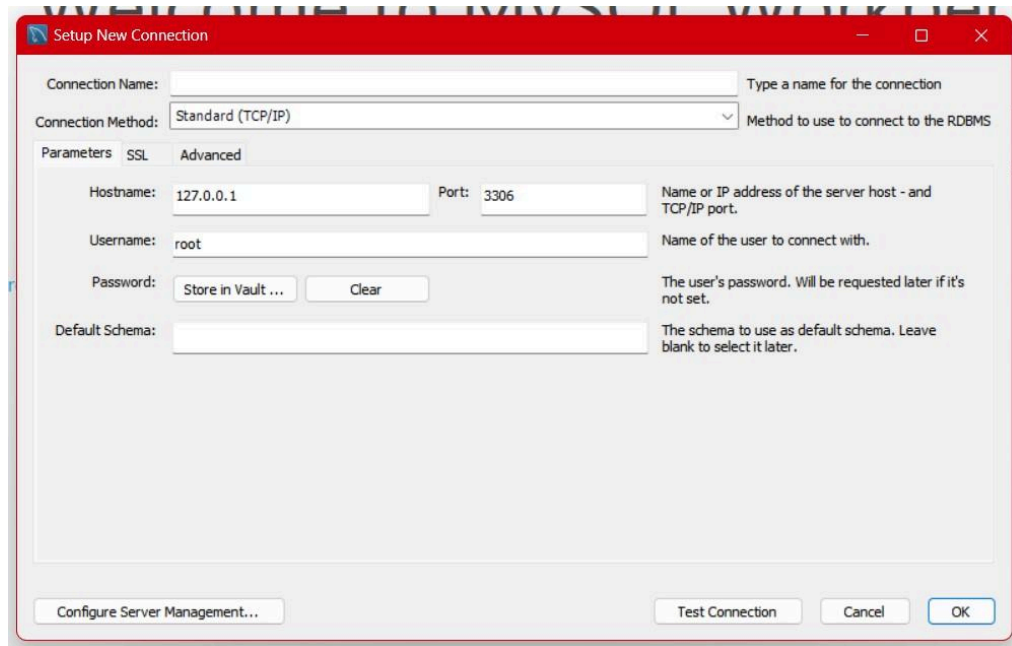 Welcome to MySQL Workben
Setup New Connection
Connection Name:
Type a name for the connection
Connection Method:
Standard (TCP/IP)
Method to use to connect to the RDBMS
Parameters SSL Advanced
Hostname:
127.0.0.1
Port:
3306
Name or IP address of the server host - and
TCP/IP port.
Username:
root
Name of the user to connect with.
Password:
Store in Vault ...
Clear
The user's password. Will be requested later if it's
not set.
Default Schema:
The schema to use as default schema. Leave
blank to select it later.
Configure Server Management...
Test Connection
Cancel
OK